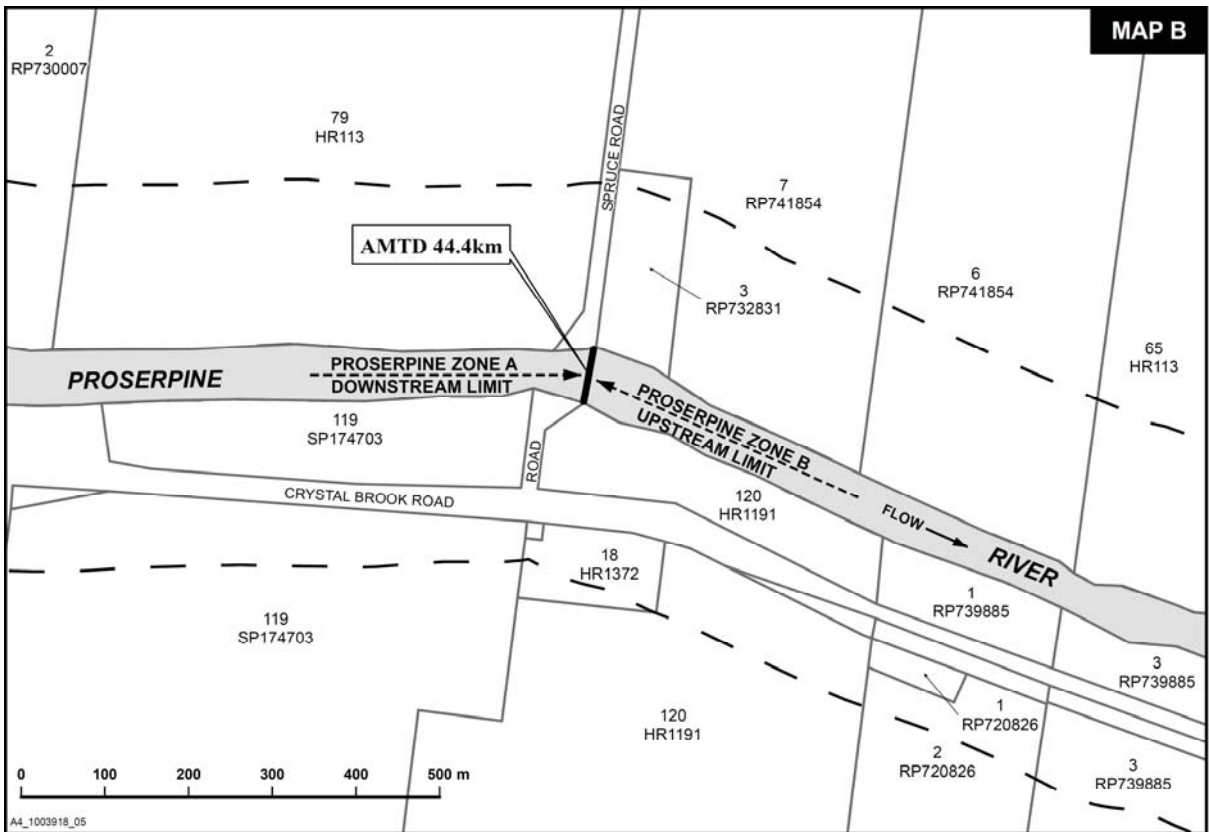 MAP B
2
RP730007
79
HR113
SPRUCE ROAD
7
RP741854
AMTD 44.4km
6
RP741854
3
RP732831
65
HR113
PROSERPINE
PROSERPINE ZONE A
DOWNSTREAM LIMIT
PROSERPINE ZONE B
UPSTREAM LIMIT
119
SP174703
ROAD
CRYSTAL BROOK ROAD
120
HR1191
FLOW
RIVER
18
HR1372
1
RP739885
119
SP174703
3
RP739885
120
HR1191
1
RP720826
2
RP720826
3
RP739885
0 100 200 300 400 500 m
A4_1003918_05